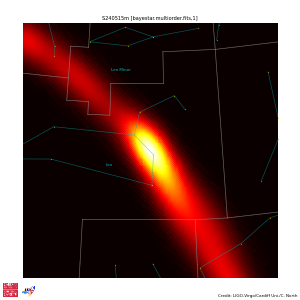 S240515m [bayestar.multiorder.fits,1]
Leo Minor
Leo
Credit: LIGO-Virgo/Cardiff Uni./C. North